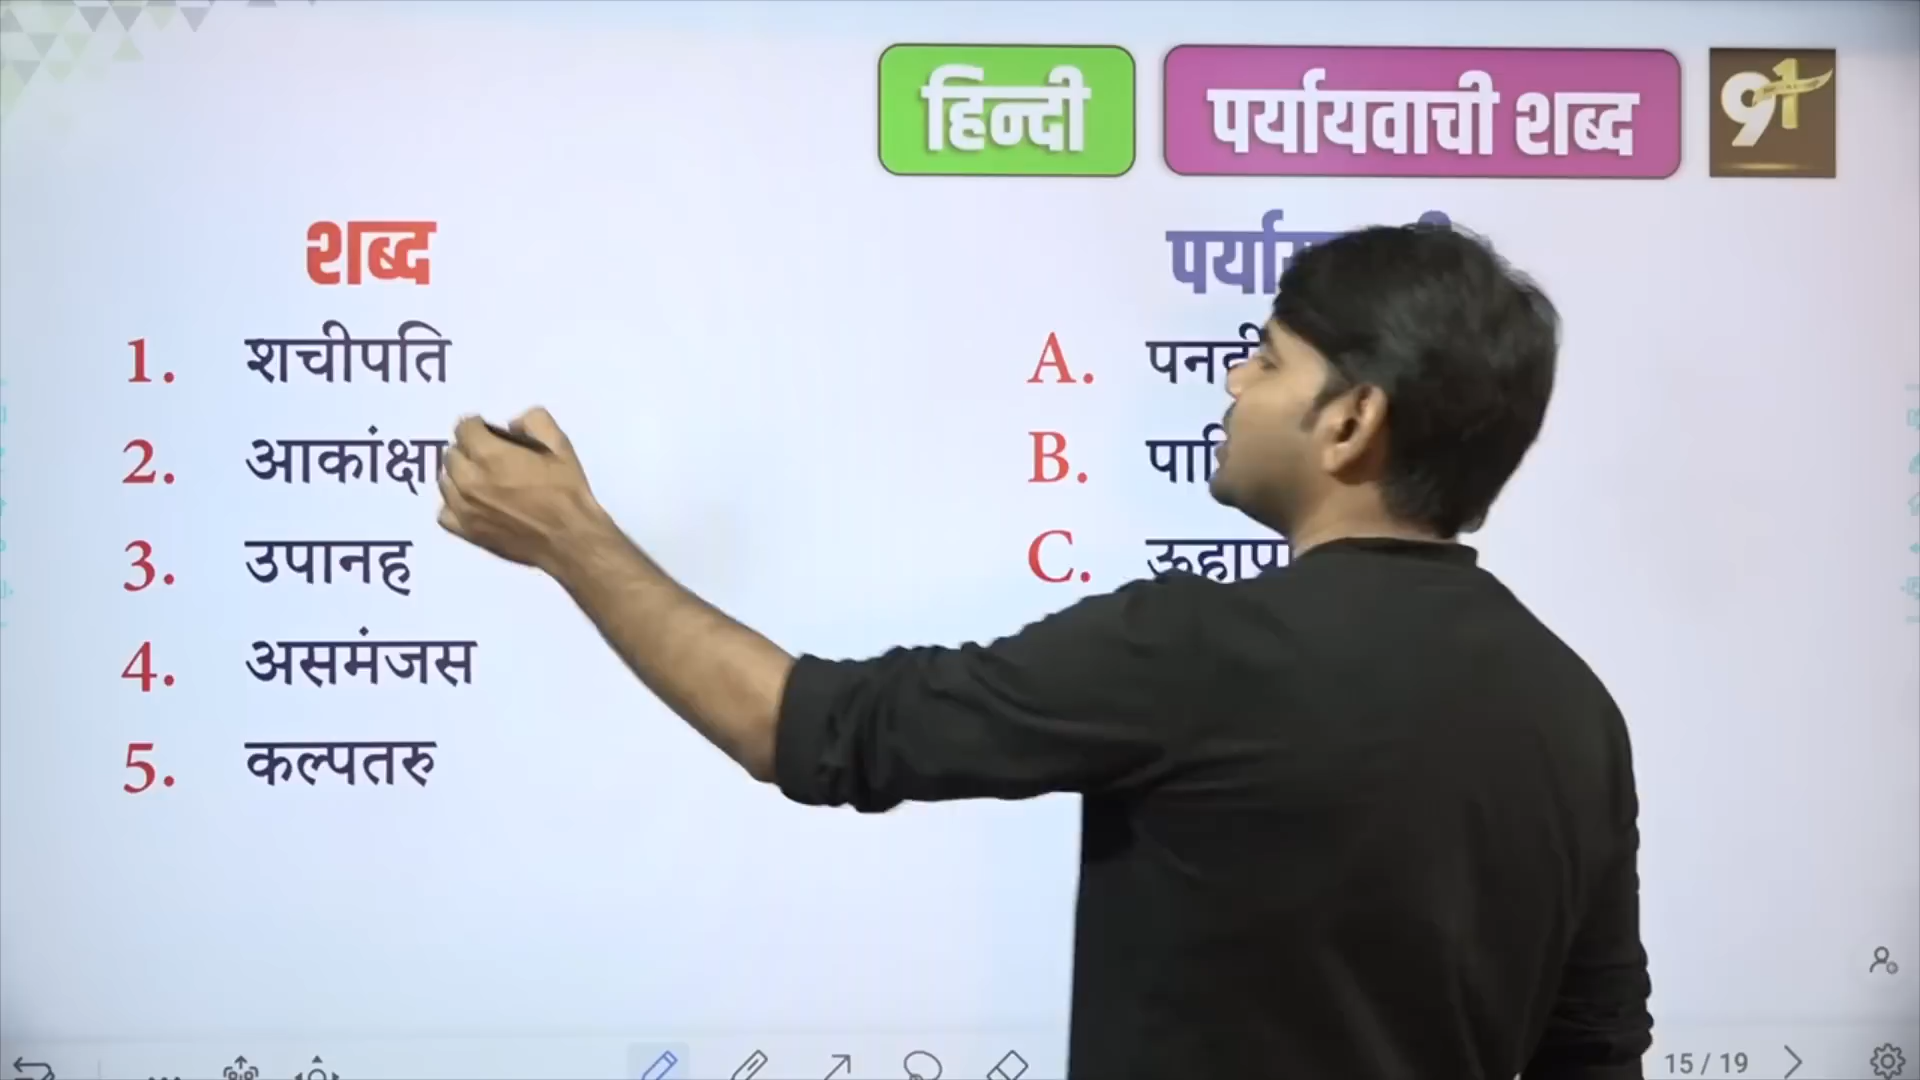 हिन्दी पर्यायवाची शब्द 91
शब्द
1. शचीपति A.
2. आकांक्षा B.
3. उपानह C.
4. असमंजस
5. कल्पतरु
15 / 19